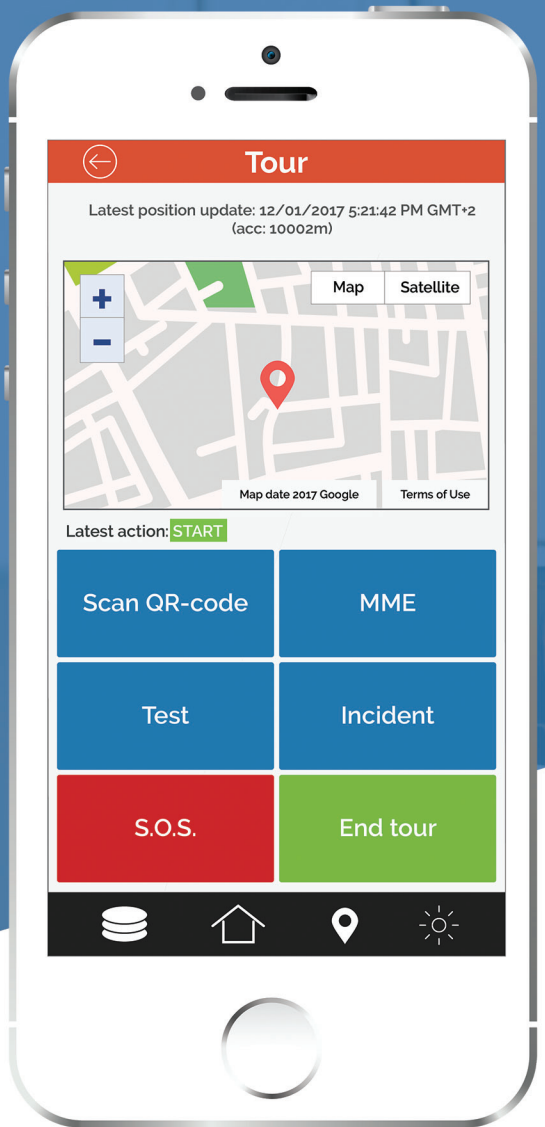 Tour
Latest position update: 12/01/2017 5:21:42 PM GMT+2
(acc: 10002m)
+
Map
Satellite
−
Map date 2017 Google
Terms of Use
Latest action: START
Scan QR-code
MME
Test
Incident
S.O.S.
End tour